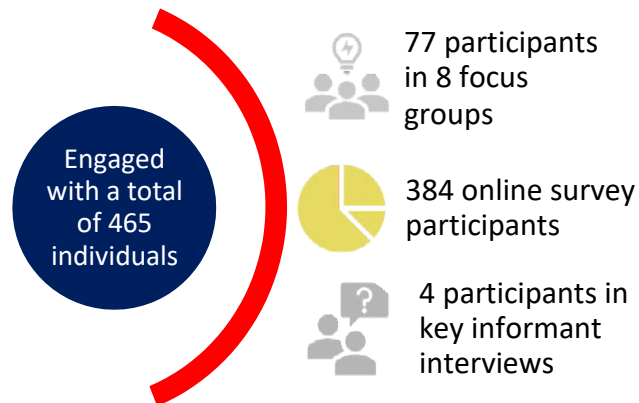 Engaged
with a total
of 465
individuals
77 participants
in 8 focus
groups
384 online survey
participants
?
4 participants in
key informant
interviews